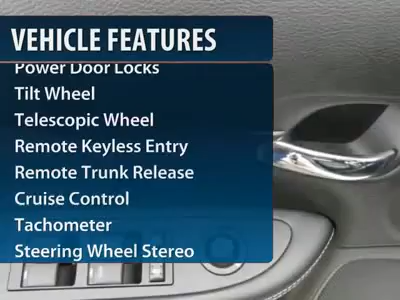 VEHICLE FEATURES
Power Door Locks
Tilt Wheel
Telescopic Wheel
Remote Keyless Entry
Remote Trunk Release
Cruise Control
Tachometer
Steering Wheel Stereo